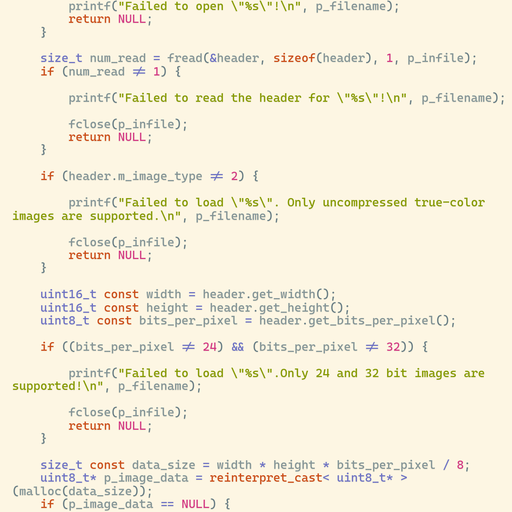 printf("Failed to open \"%s\"!\n", p_filename);
        return NULL;
    }

    size_t num_read = fread(&header, sizeof(header), 1, p_infile);
    if (num_read ≠ 1) {

        printf("Failed to read the header for \"%s\"!\n", p_filename);

        fclose(p_infile);
        return NULL;
    }

    if (header.m_image_type ≠ 2) {

        printf("Failed to load \"%s\". Only uncompressed true-color
images are supported.\n", p_filename);

        fclose(p_infile);
        return NULL;
    }

    uint16_t const width = header.get_width();
    uint16_t const height = header.get_height();
    uint8_t const bits_per_pixel = header.get_bits_per_pixel();

    if ((bits_per_pixel ≠ 24) && (bits_per_pixel ≠ 32)) {

        printf("Failed to load \"%s\".Only 24 and 32 bit images are
supported!\n", p_filename);

        fclose(p_infile);
        return NULL;
    }

    size_t const data_size = width * height * bits_per_pixel / 8;
    uint8_t* p_image_data = reinterpret_cast< uint8_t* >
(malloc(data_size));
    if (p_image_data == NULL) {